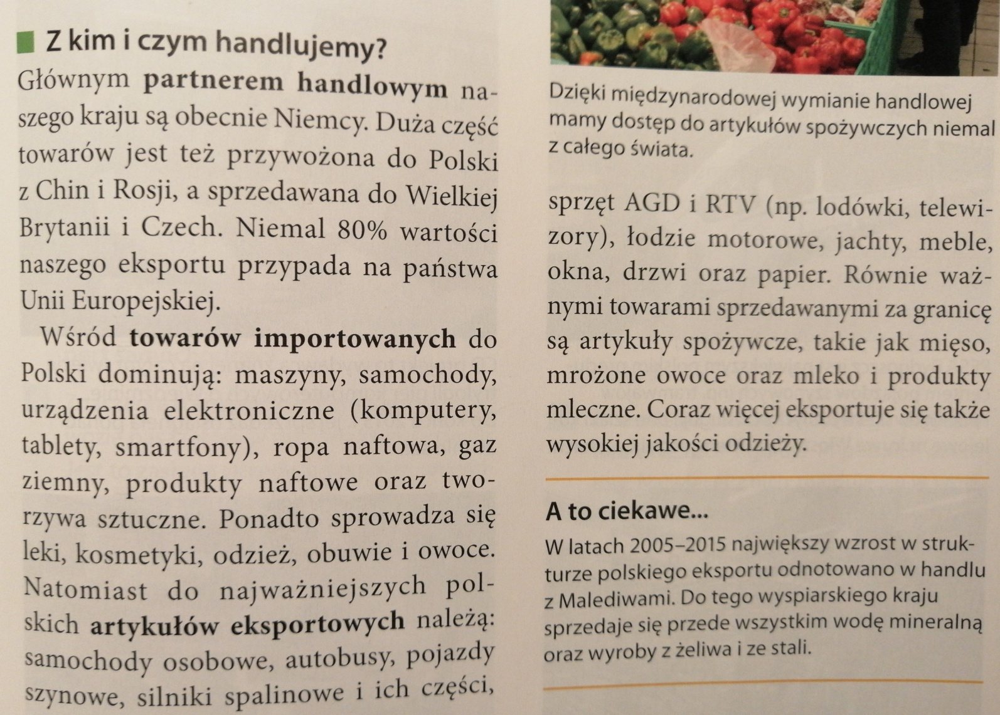 Z kim i czym handlujemy?
Głównym partnerem handlowym na-
szego kraju są obecnie Niemcy. Duża część
towarów jest też przywożona do Polski
z Chin i Rosji, a sprzedawana do Wielkiej
Brytanii i Czech. Niemal 80% wartości
naszego eksportu przypada na państwa
Unii Europejskiej.
Wśród towarów importowanych do
Polski dominują: maszyny, samochody,
urządzenia elektroniczne (komputery,
tablety, smartfony), ropa naftowa, gaz
ziemny, produkty naftowe oraz two-
rzywa sztuczne. Ponadto sprowadza się
leki, kosmetyki, odzież, obuwie i owoce.
Natomiast do najważniejszych pol-
skich artykułów eksportowych należą:
samochody osobowe, autobusy, pojazdy
szynowe, silniki spalinowe i ich części,
Dzięki międzynarodowej wymianie handlowej
mamy dostęp do artykułów spożywczych niemal
z całego świata.
sprzęt AGD i RTV (np. lodówki, telewi-
zory), łodzie motorowe, jachty, meble,
okna, drzwi oraz papier. Równie waż-
nymi towarami sprzedawanymi za granicę
są artykuły spożywcze, takie jak mięso,
mrożone owoce oraz mleko i produkty
mleczne. Coraz więcej eksportuje się także
wysokiej jakości odzieży.
A to ciekawe...
W latach 2005–2015 największy wzrost w struk-
turze polskiego eksportu odnotowano w handlu
z Malediwami. Do tego wyspiarskiego kraju
sprzedaje się przede wszystkim wodę mineralną
oraz wyroby z żeliwa i ze stali.